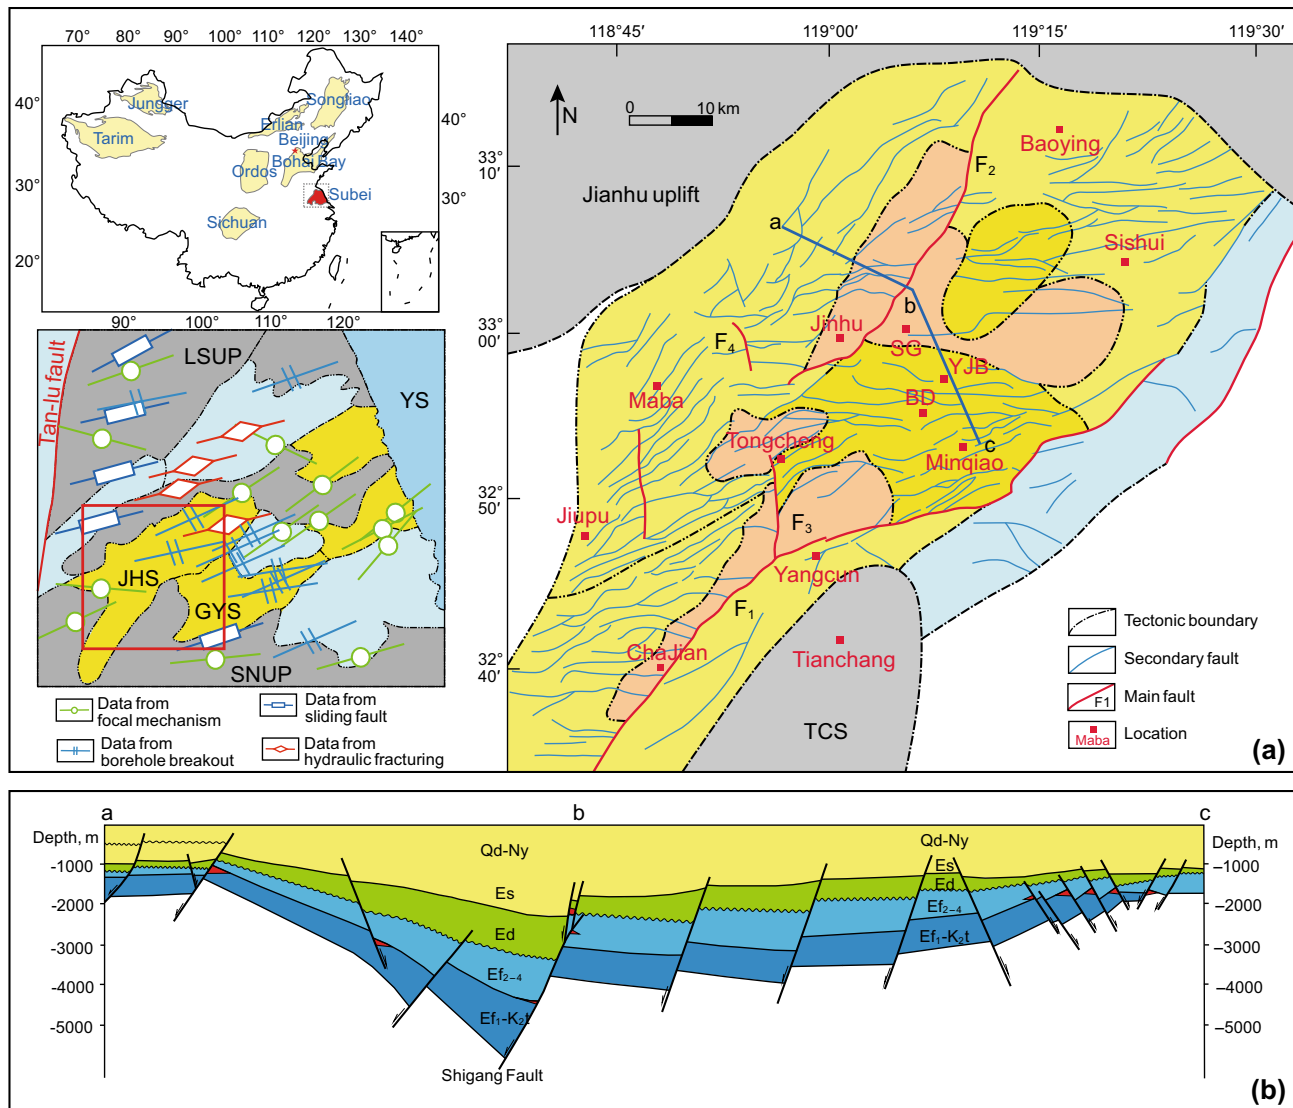 70° 80° 90° 100° 110° 120° 130° 140°
40°
30°
20°
40°
30°
Jungger
Songliao
Erlian
Tarim
Beijing
Bohai Bay
Ordos
Subei
Sichuan
90° 100° 110° 120°
Tan-lu fault
LSUP
YS
JHS
GYS
SNUP
Data from
focal mechanism
Data from
sliding fault
Data from
borehole breakout
Data from
hydraulic fracturing
118°45' 119°00' 119°15' 119°30'
33°
10'
33°
00'
32°
50'
32°
40'
N
0 10 km
Jianhu uplift
Baoying
F2
a
Sishui
b
Jinhu
SG
F4
YJB
Maba
BD
Tongcheng
c
Minqiao
Jiupu
F3
Yangcun
F1
ChaJian
Tianchang
TCS
Tectonic boundary
Secondary fault
F1 Main fault
Maba Location
(a)
a b c
Depth, m
-1000
-2000
-3000
-4000
-5000
Qd-Ny
Qd-Ny
Es
Ed
Ef2–4
Ef1-K2t
Es
Ed
Ef2–4
Ef1-K2t
Shigang Fault
Depth, m
–1000
–2000
–3000
–4000
–5000
(b)